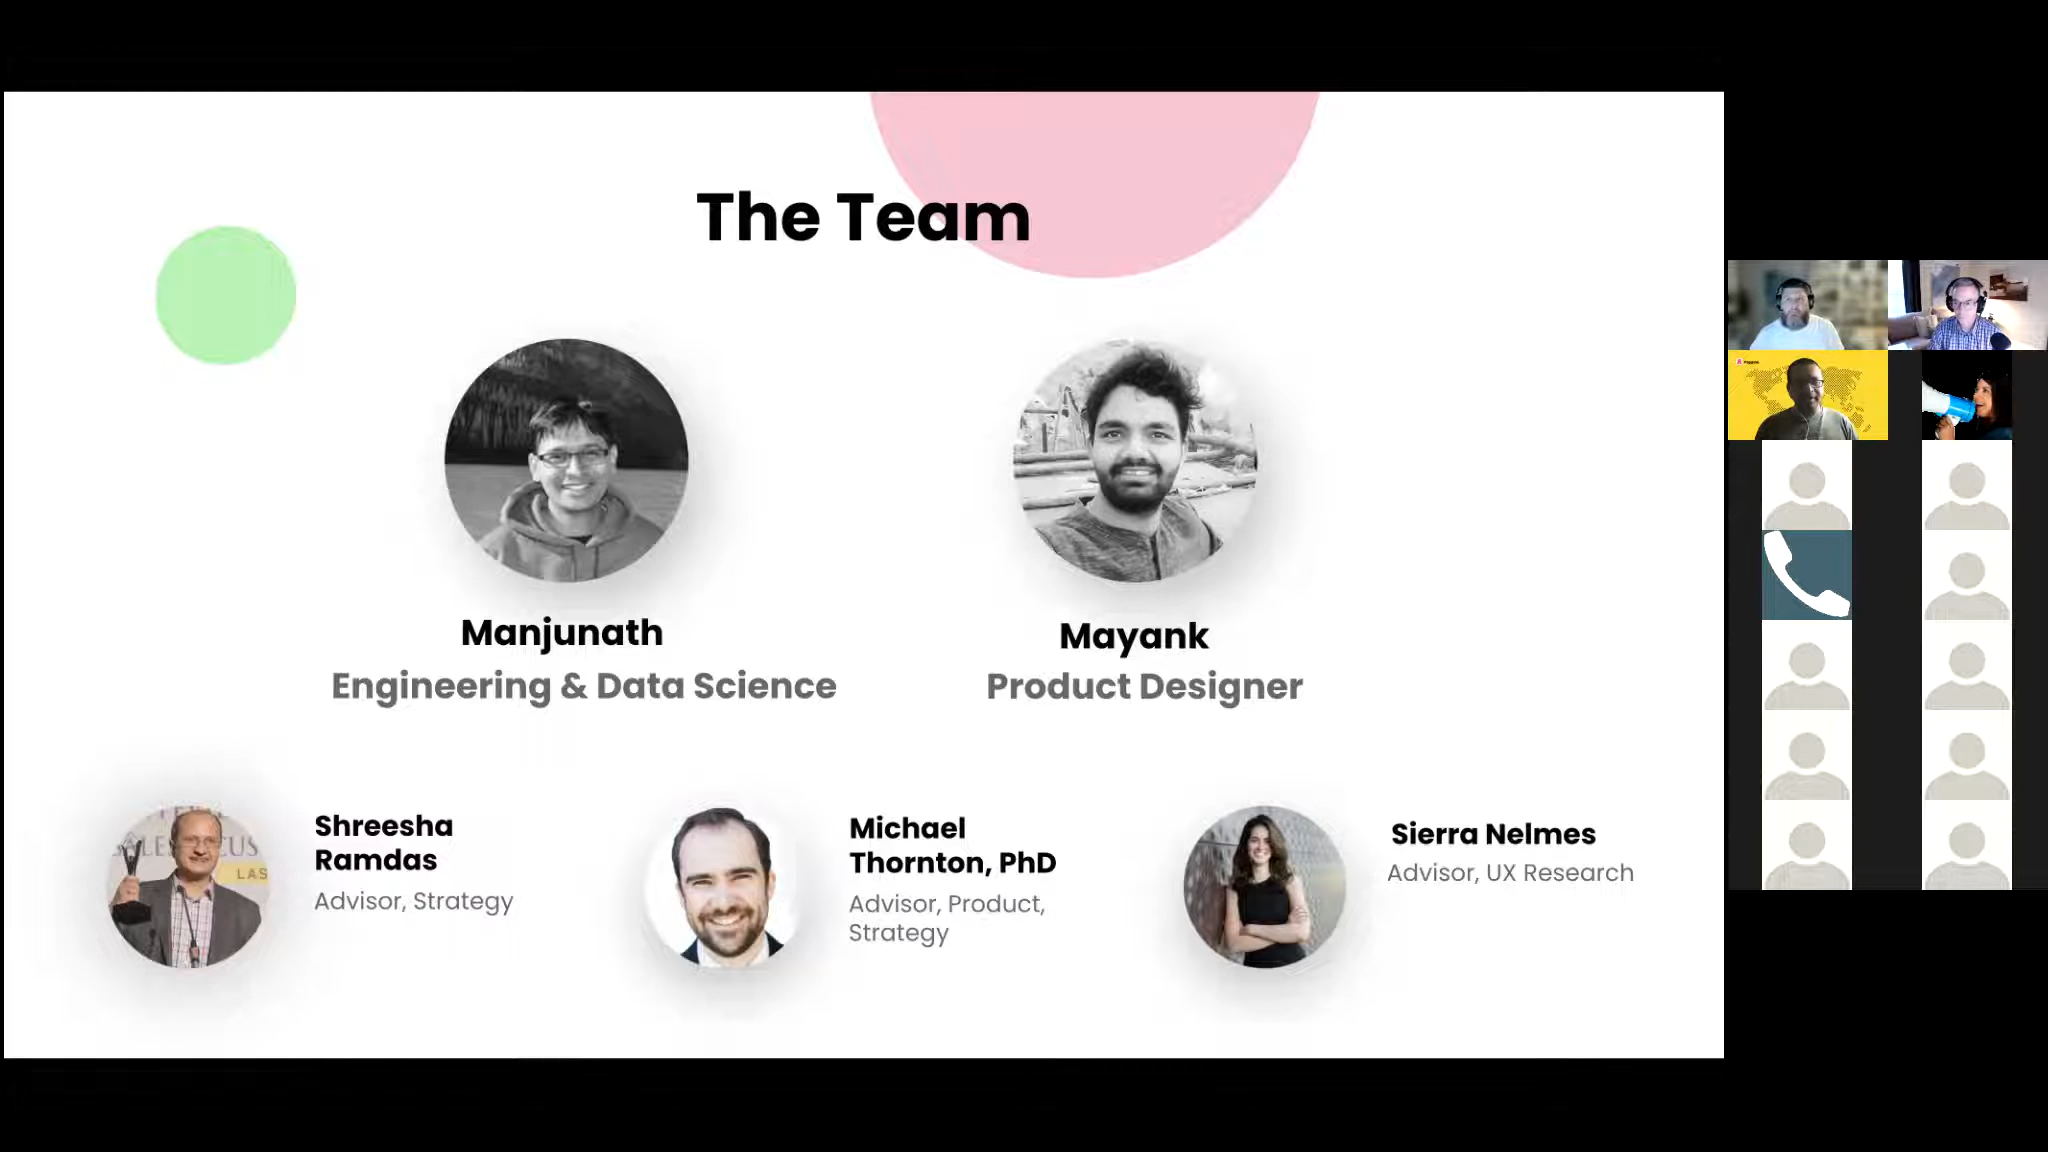 The Team
Manjunath
Engineering & Data Science
Mayank
Product Designer
Shreesha
Ramdas
Advisor, Strategy
LAS
Michael
Thornton, PhD
Advisor, Product,
Strategy
Sierra Nelmes
Advisor, UX Research